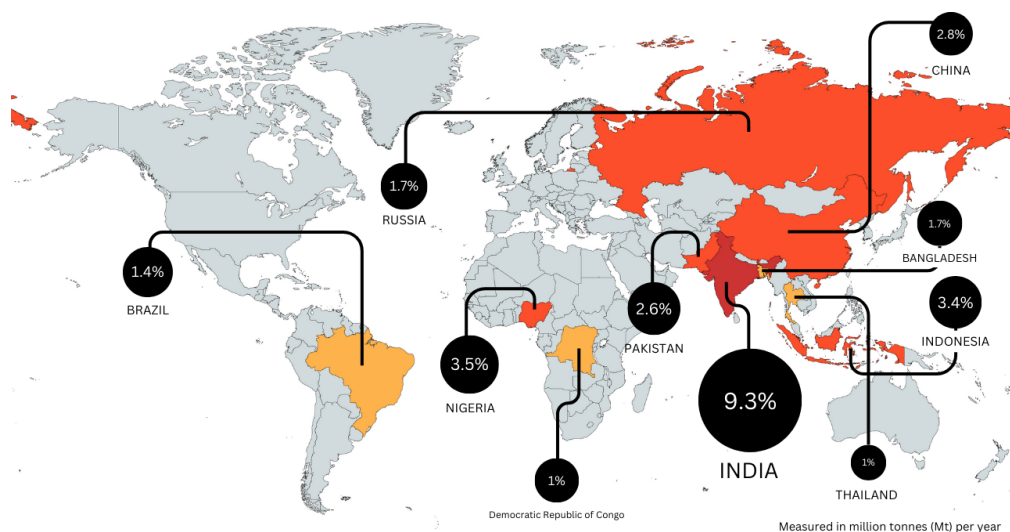 2.8%
CHINA
1.7%
RUSSIA
1.7%
BANGLADESH
1.4%
BRAZIL
2.6%
PAKISTAN
3.4%
INDONESIA
3.5%
NIGERIA
9.3%
INDIA
1%
THAILAND
1%
Democratic Republic of Congo
Measured in million tonnes (Mt) per year